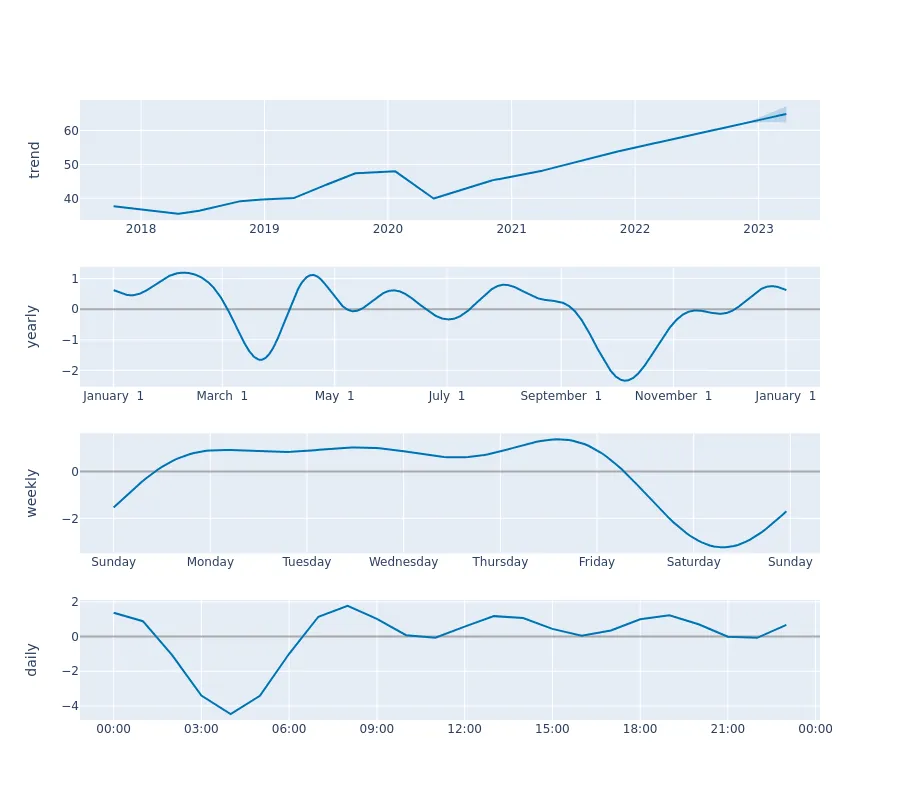 trend
60
50
40
2018 2019 2020 2021 2022 2023
yearly
1
0
−1
−2
January 1 March 1 May 1 July 1 September 1 November 1 January 1
weekly
0
−2
Sunday Monday Tuesday Wednesday Thursday Friday Saturday Sunday
daily
2
0
−2
−4
00:00 03:00 06:00 09:00 12:00 15:00 18:00 21:00 00:00